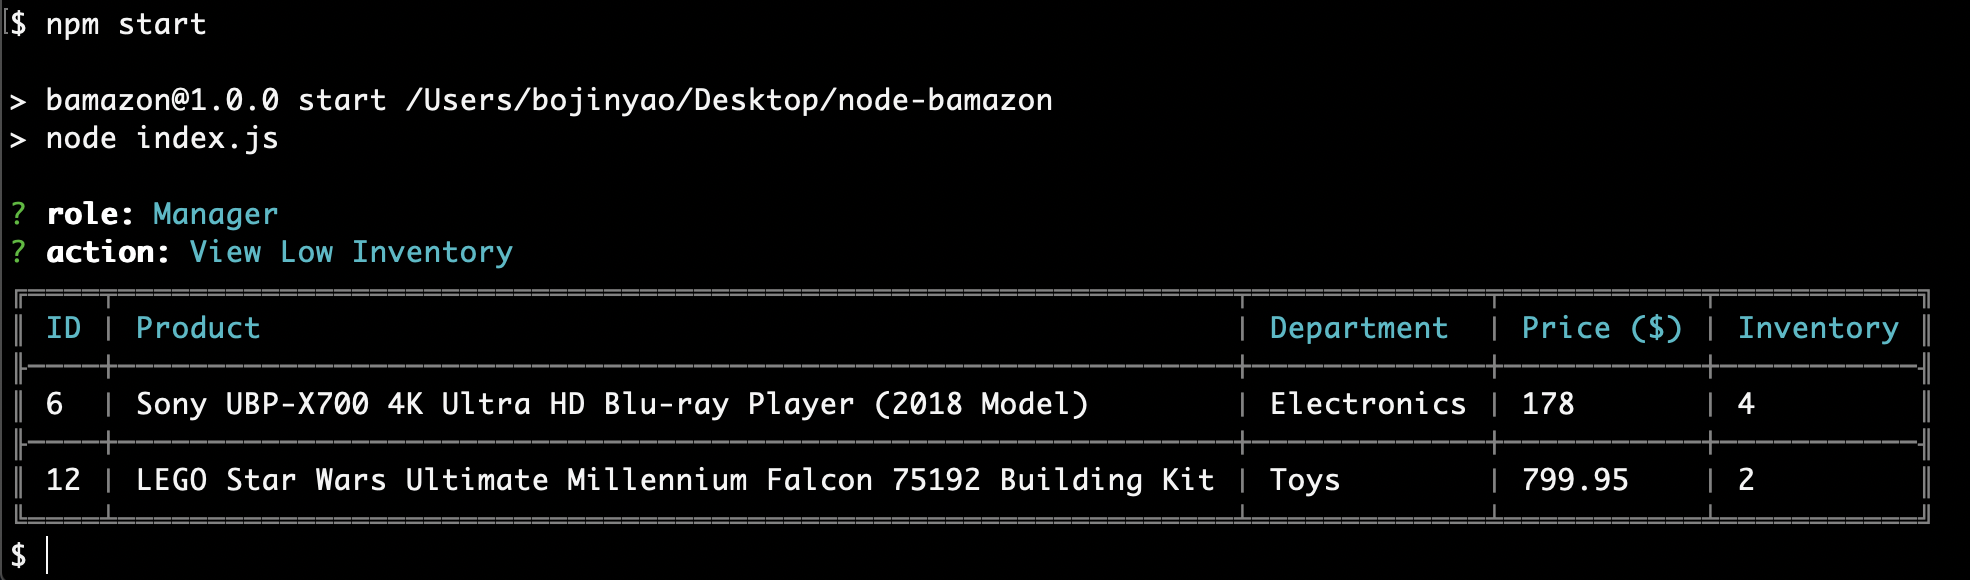 $ npm start
> bamazon@1.0.0 start /Users/bojinyao/Desktop/node-bamazon
> node index.js
? role: Manager
? action: View Low Inventory
ID Product Department Price ($) Inventory
6 Sony UBP-X700 4K Ultra HD Blu-ray Player (2018 Model) Electronics 178 4
12 LEGO Star Wars Ultimate Millennium Falcon 75192 Building Kit Toys 799.95 2
$